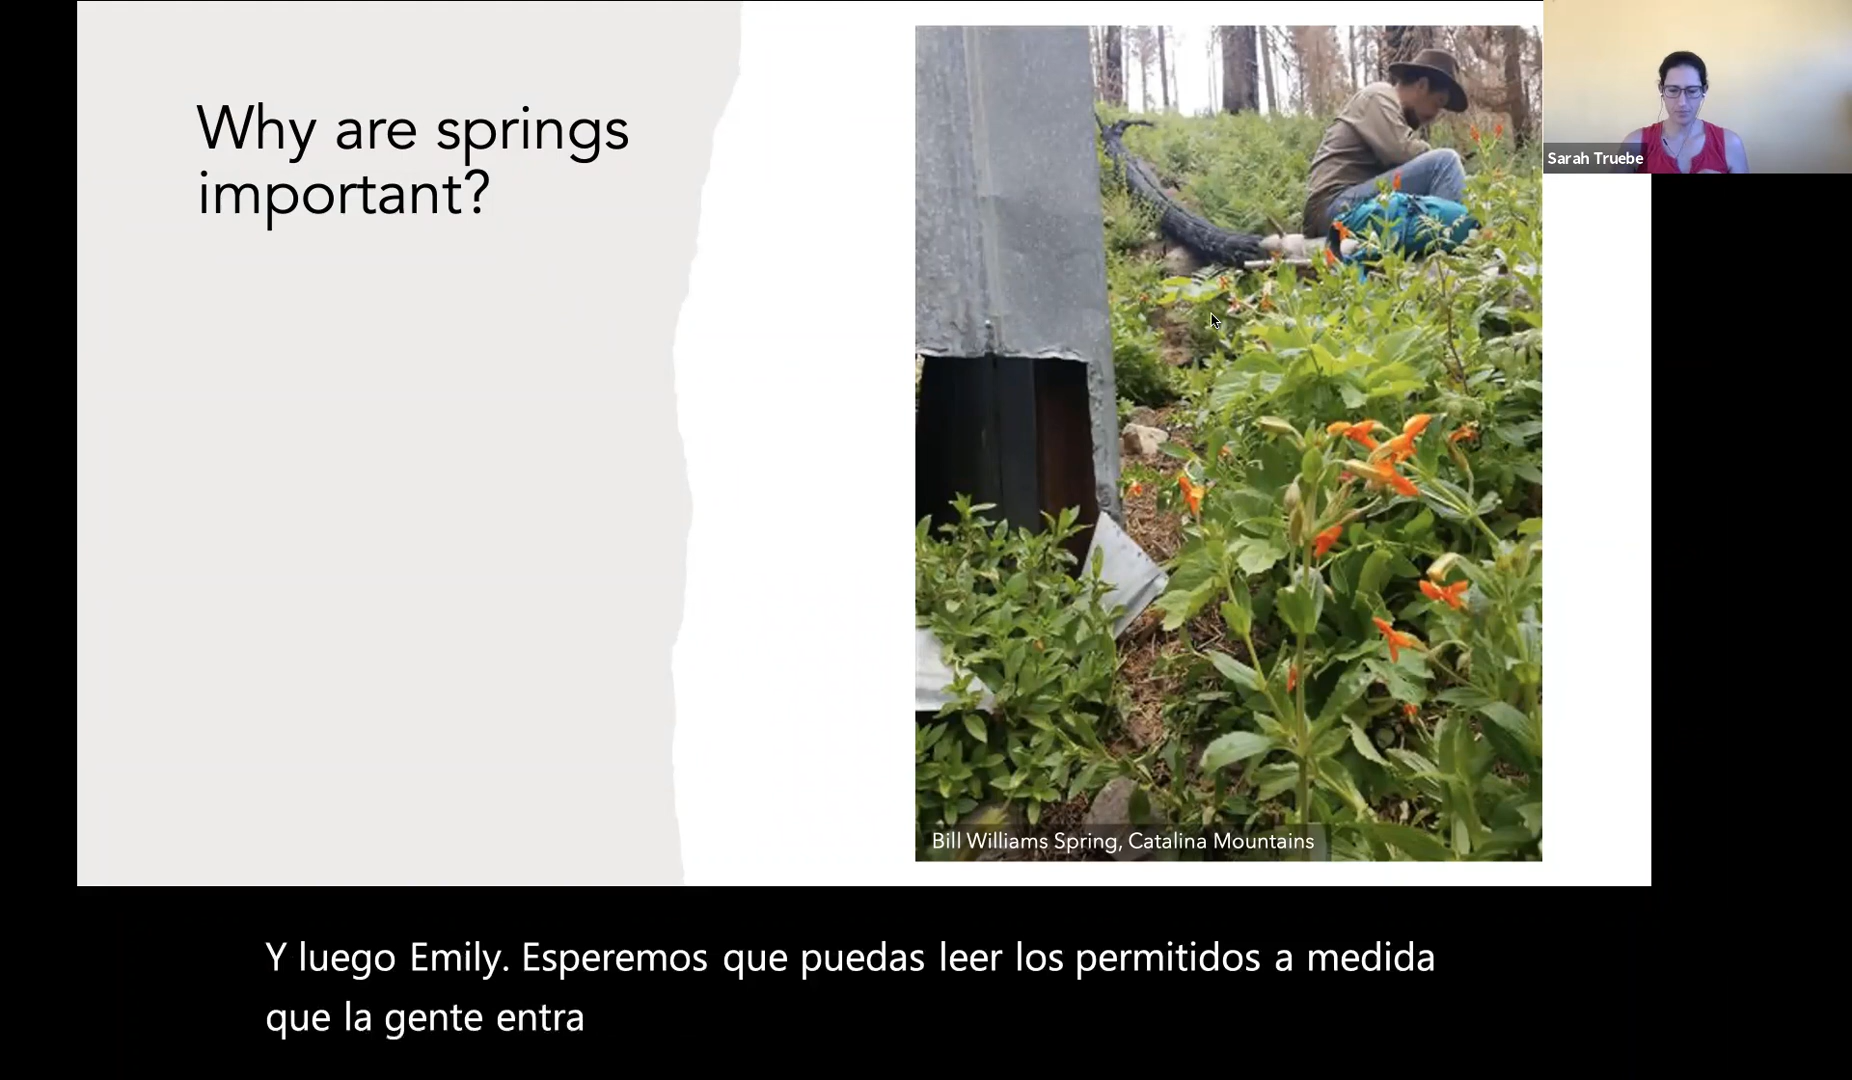 Why are springs
important?
Sarah Truebe
Bill Williams Spring, Catalina Mountains
Y luego Emily. Esperemos que puedas leer los permitidos a medida
que la gente entra